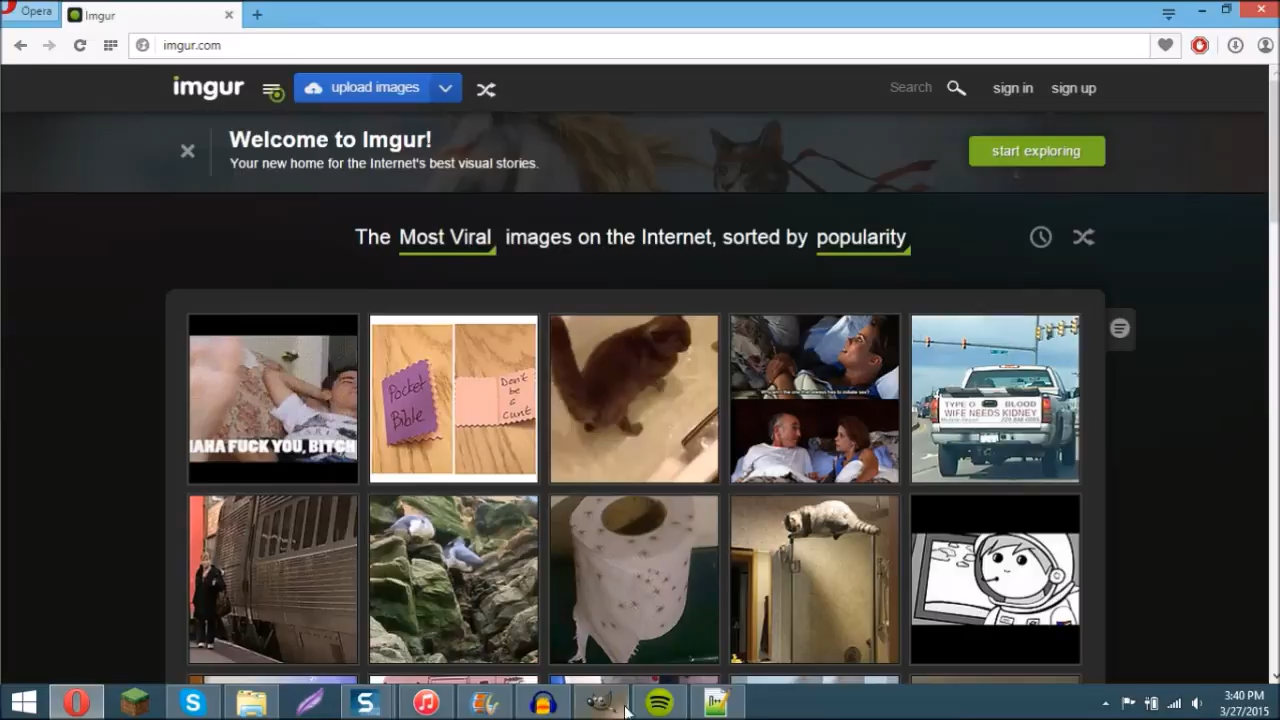 Opera
Imgur
imgur.com
imgur
upload images
Search
sign in
sign up
Welcome to Imgur!
Your new home for the Internet's best visual stories.
start exploring
The Most Viral images on the Internet, sorted by popularity
HAHA FUCK YOU, BITCH
Pocket
Bible
Don't
be
a
Cunt
TYPE O BLOOD
WIFE NEEDS KIDNEY
3:40 PM
3/27/2015